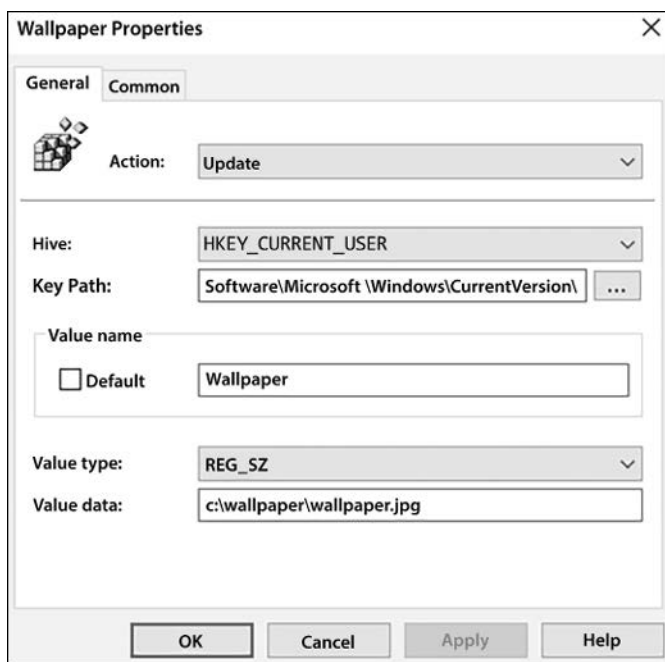 Wallpaper Properties
General Common
Action: Update
Hive: HKEY_CURRENT_USER
Key Path: Software\Microsoft \Windows\CurrentVersion\ ...
Value name
Default Wallpaper
Value type: REG_SZ
Value data: c:\wallpaper\wallpaper.jpg
OK Cancel Apply Help